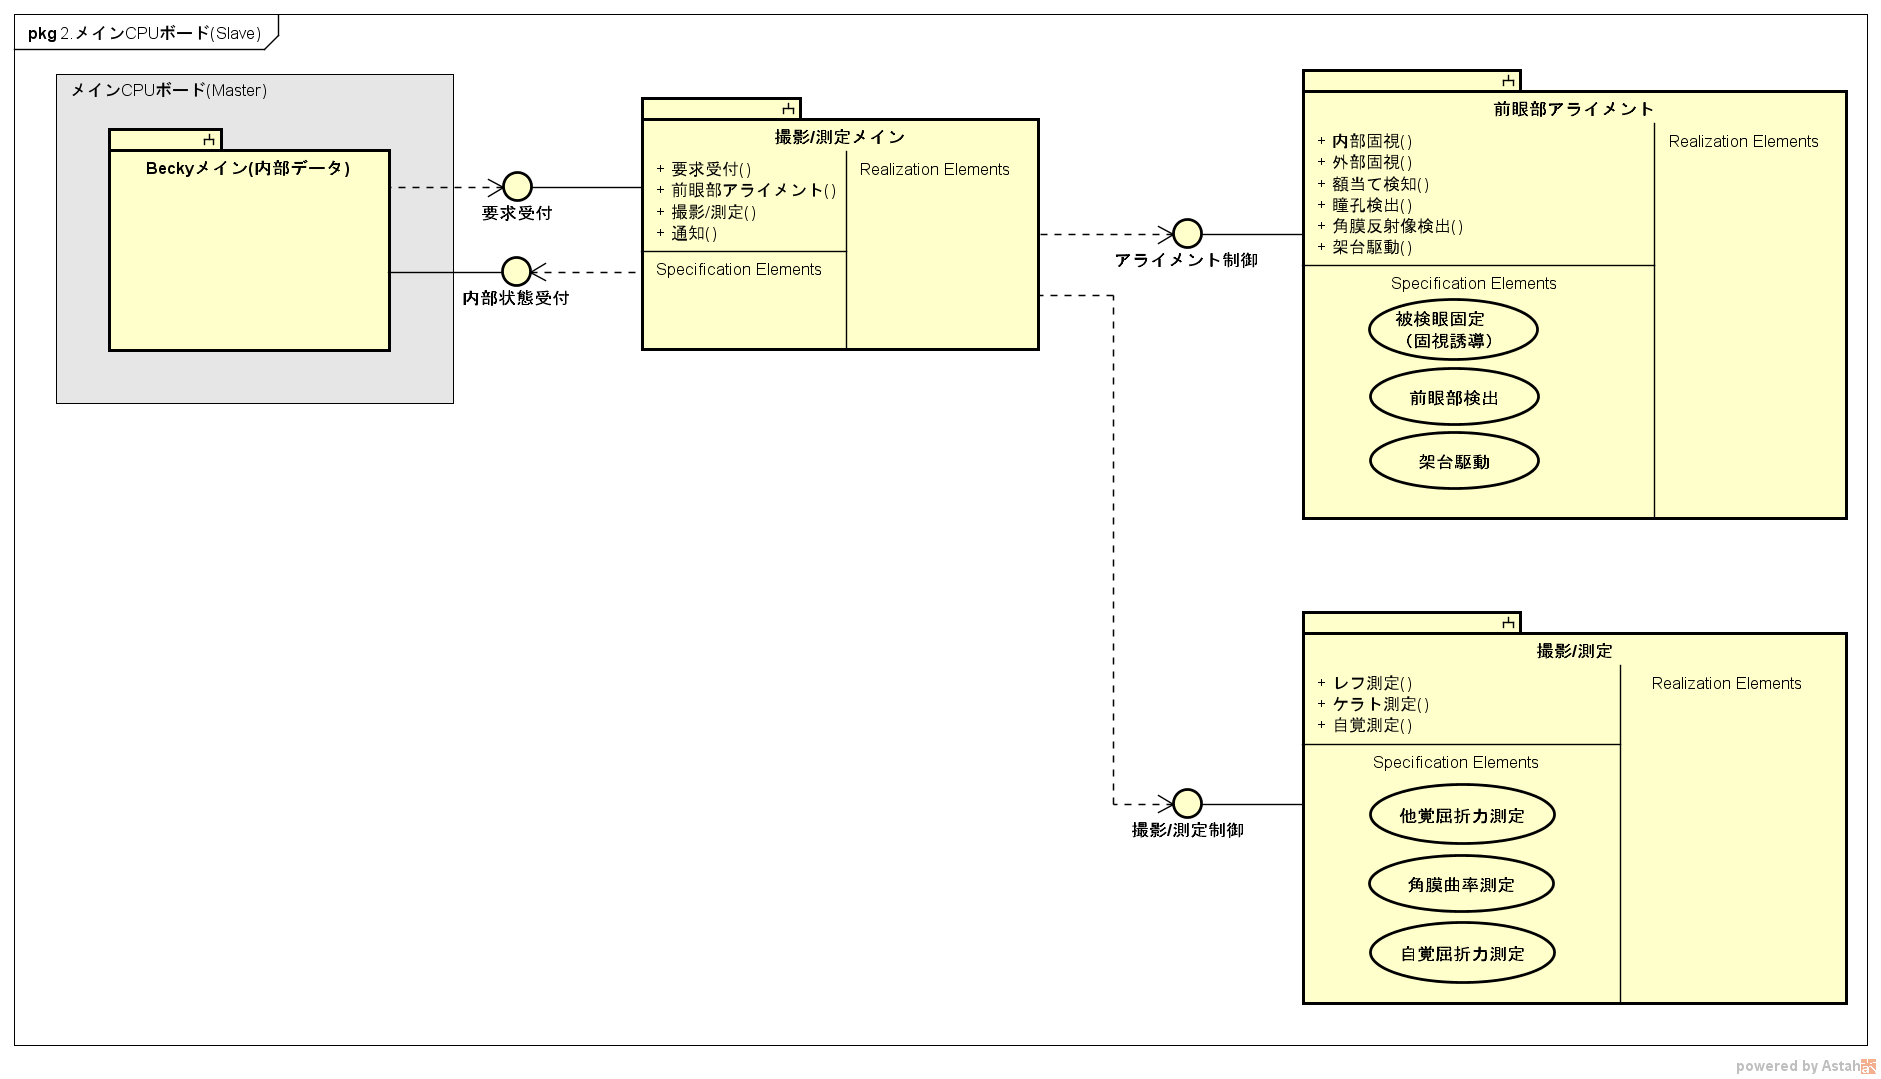 pkg 2.メインCPUボード(Slave)
メインCPUボード(Master)
Beckyメイン(内部データ)
要求受付
内部状態受付
撮影/測定メイン
+ 要求受付()
+ 前眼部アライメント()
+ 撮影/測定()
+ 通知()
Specification Elements
Realization Elements
アライメント制御
撮影/測定制御
前眼部アライメント
+ 内部固視()
+ 外部固視()
+ 額当て検知()
+ 瞳孔検出()
+ 角膜反射像検出()
+ 架台駆動()
Realization Elements
Specification Elements
被検眼固定
（固視誘導）
前眼部検出
架台駆動
撮影/測定
+ レフ測定()
+ ケラト測定()
+ 自覚測定()
Realization Elements
Specification Elements
他覚屈折力測定
角膜曲率測定
自覚屈折力測定
powered by Astah